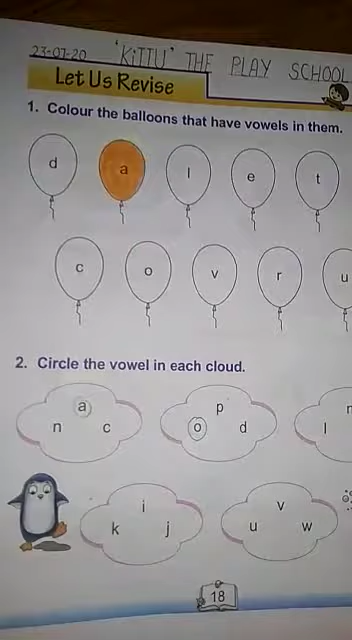 23-07-20 'KiTTU' THE PLAY SCHOOL
Let Us Revise
1. Colour the balloons that have vowels in them.
d a l e t
c o v r u
2. Circle the vowel in each cloud.
a
n c
p
o d
l
i
k j
v
u w
18